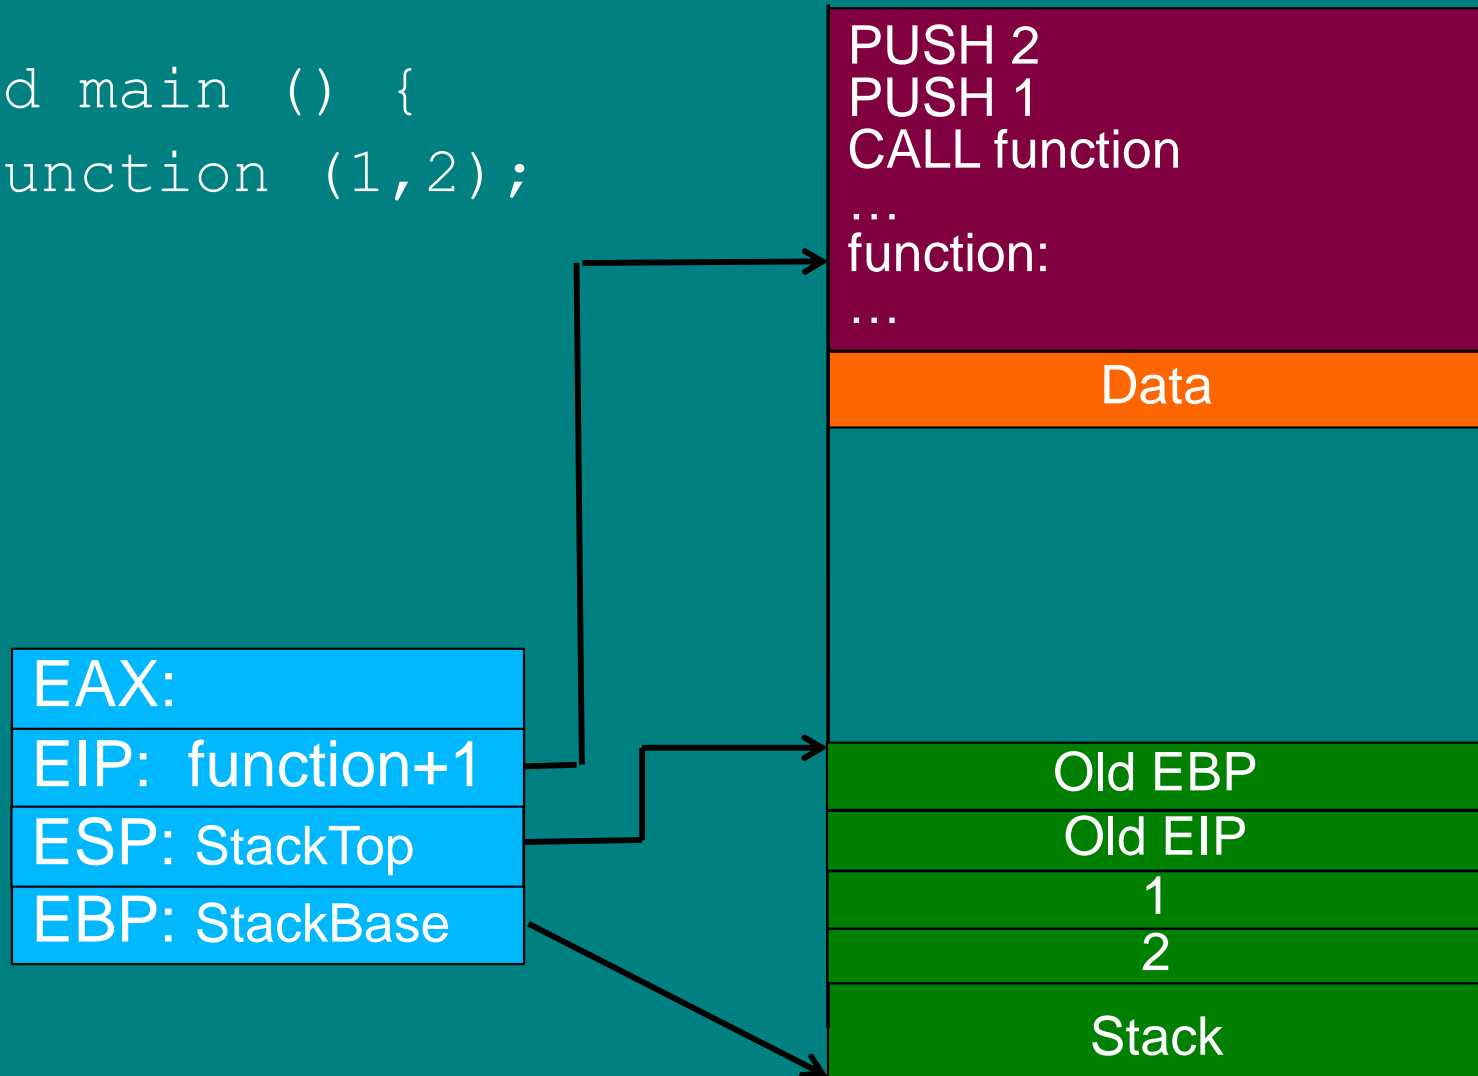 d main () {
unction (1,2);
PUSH 2
PUSH 1
CALL function
…
function:
…
Data
EAX:
EIP: function+1
ESP: StackTop
EBP: StackBase
Old EBP
Old EIP
1
2
Stack